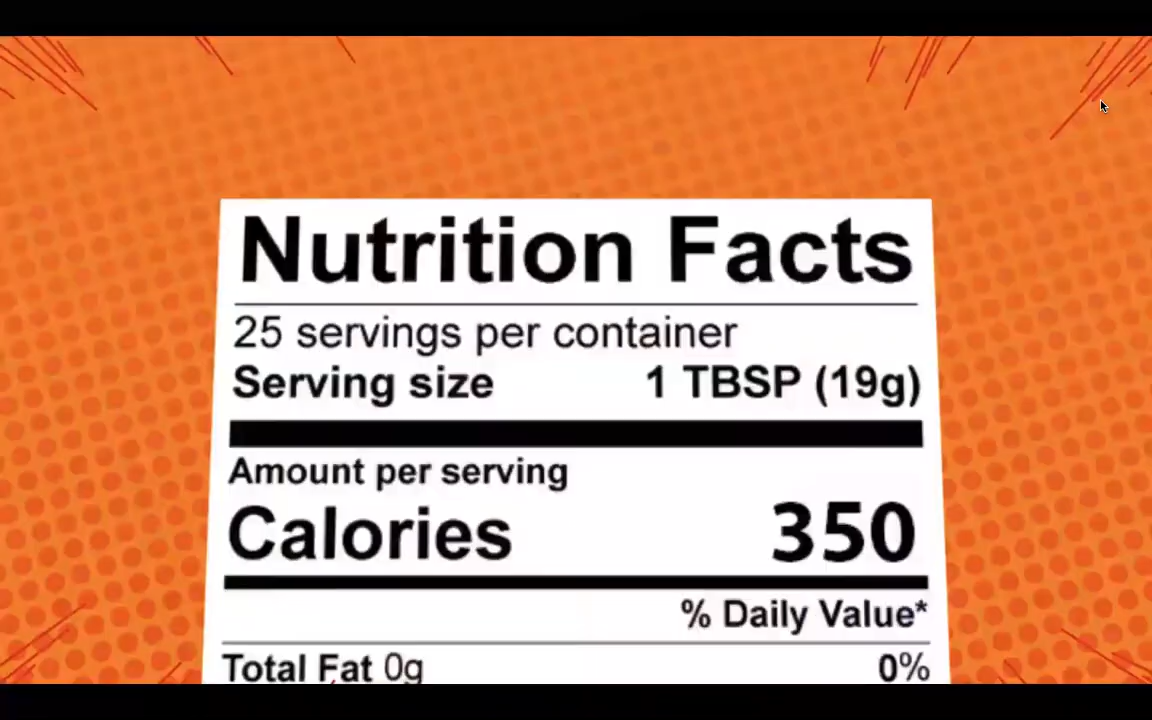 Nutrition Facts
25 servings per container
Serving size 1 TBSP (19g)
Amount per serving
Calories 350
% Daily Value*
Total Fat 0g 0%